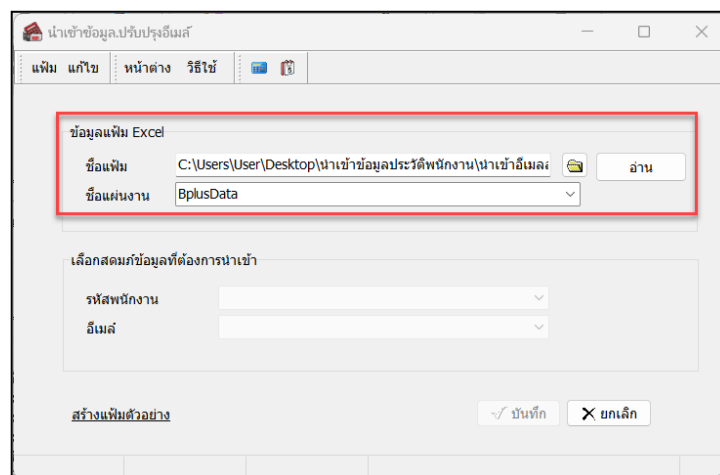 นำเข้าข้อมูล.ปรับปรุงอีเมล์
แฟ้ม แก้ไข หน้าต่าง วิธีใช้
ข้อมูลแฟ้ม Excel
ชื่อแฟ้ม C:\Users\User\Desktop\นำเข้าข้อมูลประวัติพนักงาน\นำเข้าอีเมลล อ่าน
ชื่อแผ่นงาน BplusData
เลือกสดมภ์ข้อมูลที่ต้องการนำเข้า
รหัสพนักงาน
อีเมล์
สร้างแฟ้มตัวอย่าง บันทึก ยกเลิก